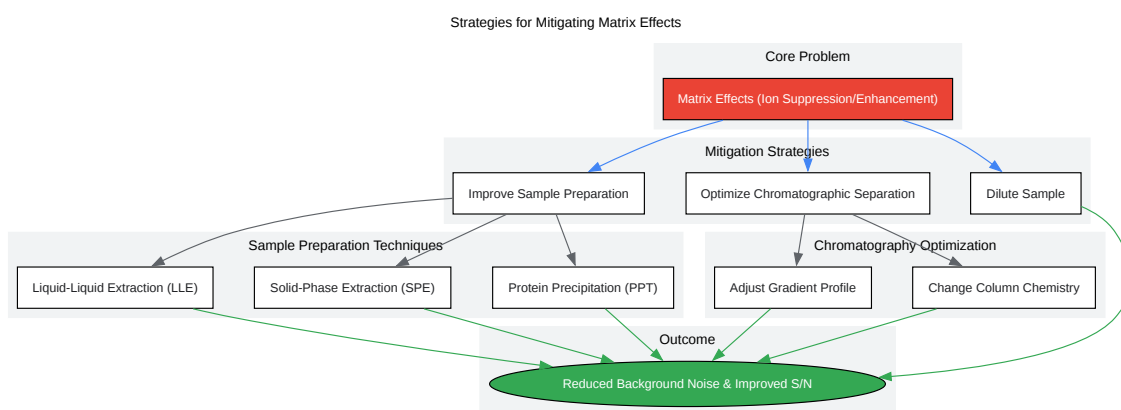 Strategies for Mitigating Matrix Effects
Core Problem
Matrix Effects (Ion Suppression/Enhancement)
Mitigation Strategies
Improve Sample Preparation
Optimize Chromatographic Separation
Dilute Sample
Sample Preparation Techniques
Chromatography Optimization
Liquid-Liquid Extraction (LLE)
Solid-Phase Extraction (SPE)
Protein Precipitation (PPT)
Adjust Gradient Profile
Change Column Chemistry
Outcome
Reduced Background Noise & Improved S/N